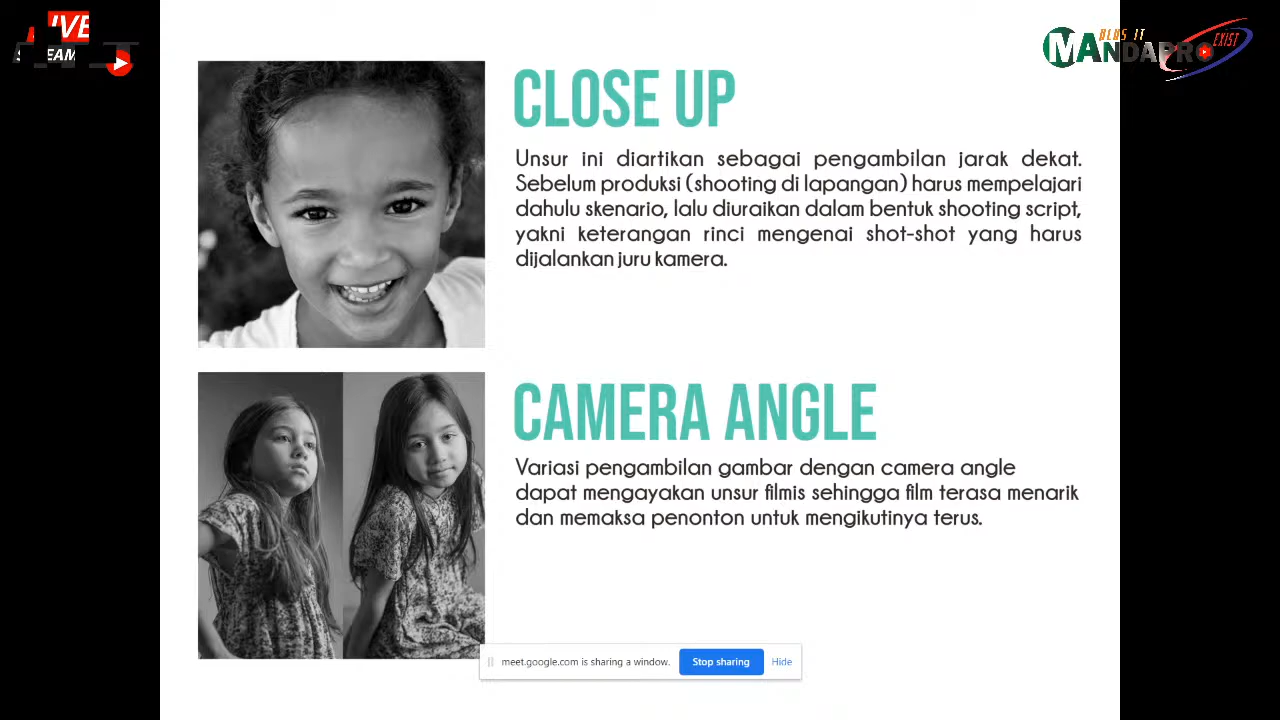 CLOSE UP
Unsur ini diartikan sebagai pengambilan jarak dekat.
Sebelum produksi (shooting di lapangan) harus mempelajari
dahulu skenario, lalu diuraikan dalam bentuk shooting script,
yakni keterangan rinci mengenai shot-shot yang harus
dijalankan juru kamera.
CAMERA ANGLE
Variasi pengambilan gambar dengan camera angle
dapat mengayakan unsur filmis sehingga film terasa menarik
dan memaksa penonton untuk mengikutinya terus.
meet.google.com is sharing a window. Stop sharing Hide
MANDAPRO
EXIST